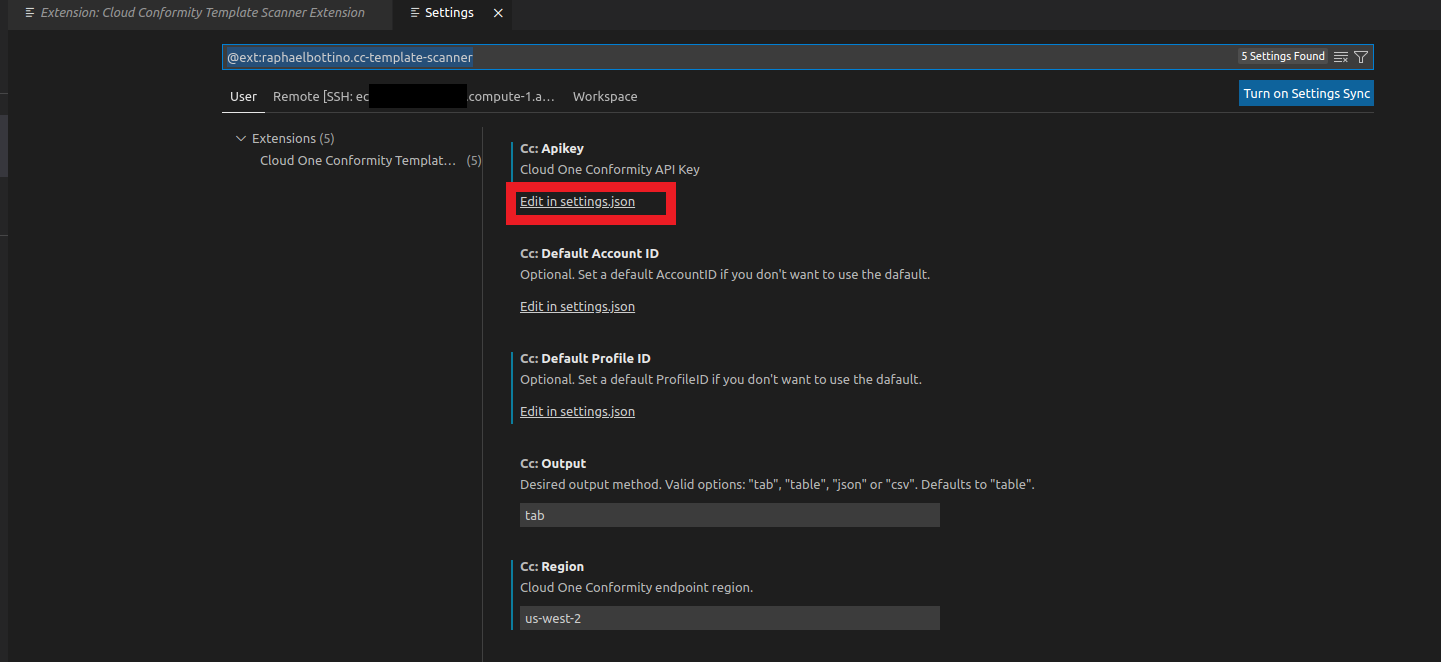 Extension: Cloud Conformity Template Scanner Extension
Settings
@ext:raphaelbottino.cc-template-scanner
5 Settings Found
User
Remote [SSH: ec
.compute-1.a…
Workspace
Turn on Settings Sync
Extensions (5)
Cloud One Conformity Templat… (5)
Cc: Apikey
Cloud One Conformity API Key
Edit in settings.json
Cc: Default Account ID
Optional. Set a default AccountID if you don't want to use the dafault.
Edit in settings.json
Cc: Default Profile ID
Optional. Set a default ProfileID if you don't want to use the dafault.
Edit in settings.json
Cc: Output
Desired output method. Valid options: "tab", "table", "json" or "csv". Defaults to "table".
tab
Cc: Region
Cloud One Conformity endpoint region.
us-west-2